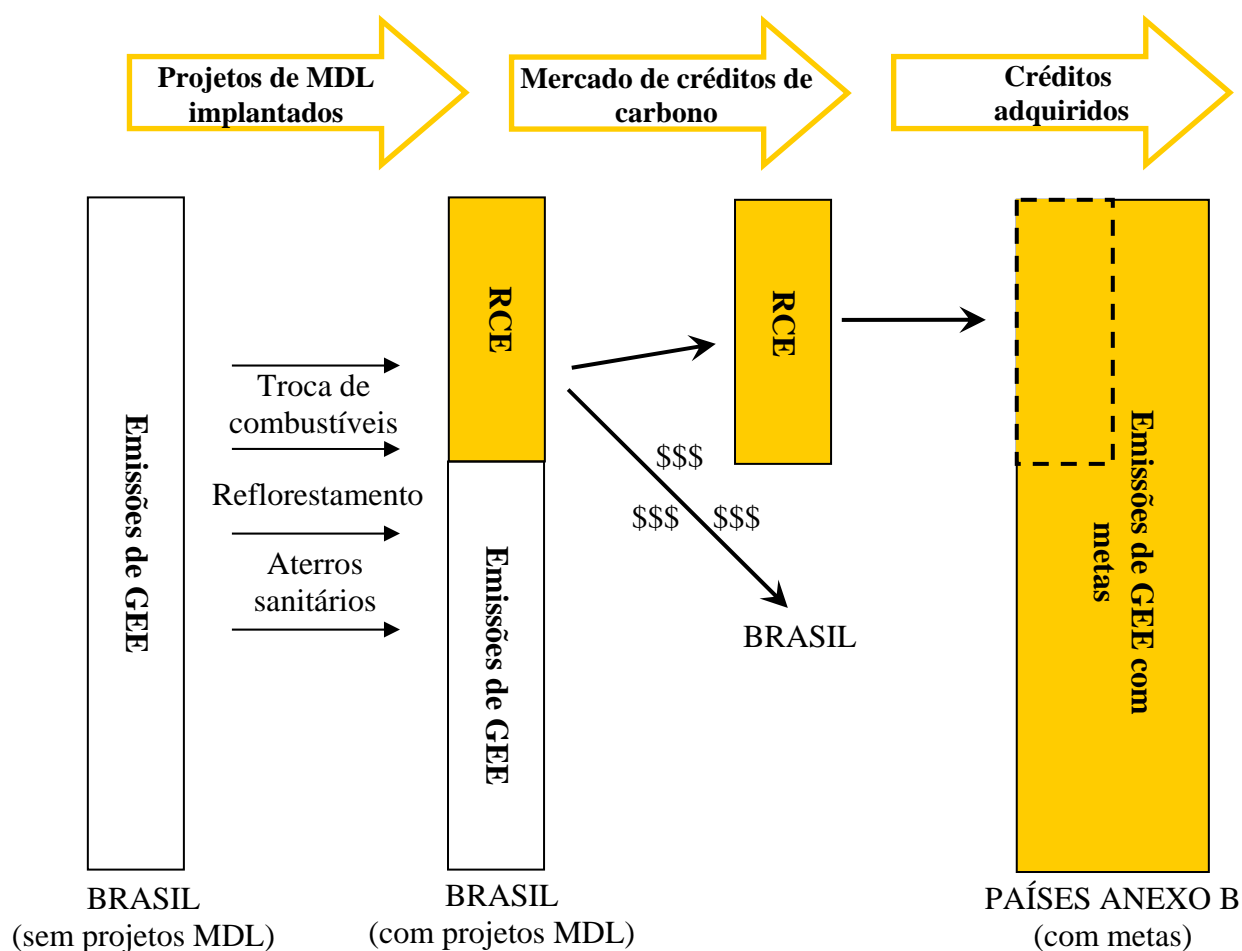 Projetos de MDL
implantados
Mercado de créditos de
carbono
Créditos
adquiridos
Emissões de GEE
Troca de
combustíveis
Reflorestamento
Aterros
sanitários
RCE
Emissões de GEE
RCE
$$$
$$$ $$$
BRASIL
Emissões de GEE com
metas
BRASIL
(sem projetos MDL)
BRASIL
(com projetos MDL)
PAÍSES ANEXO B
(com metas)